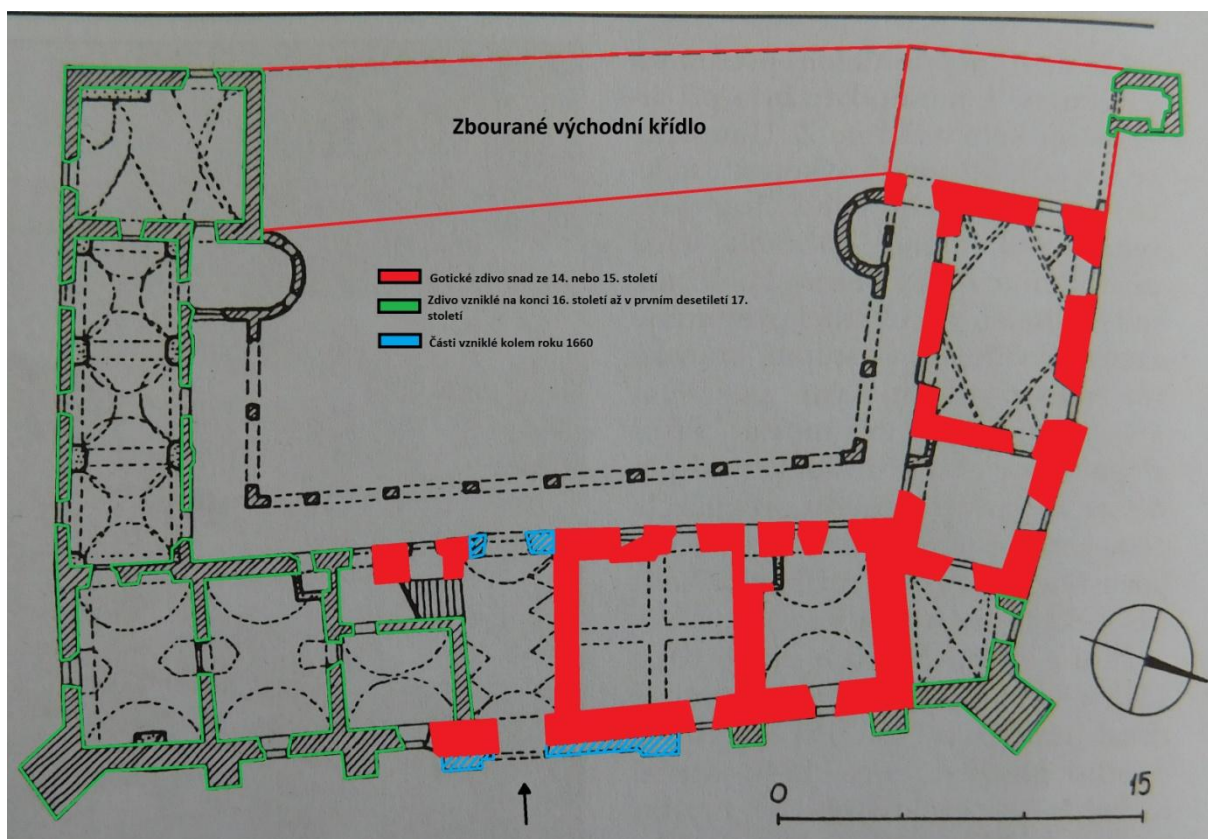 Zbourané východní křídlo
Gotické zdivo snad ze 14. nebo 15. století
Zdivo vzniklé na konci 16. století až v prvním desetiletí 17.
století
Části vzniklé kolem roku 1660
0 15